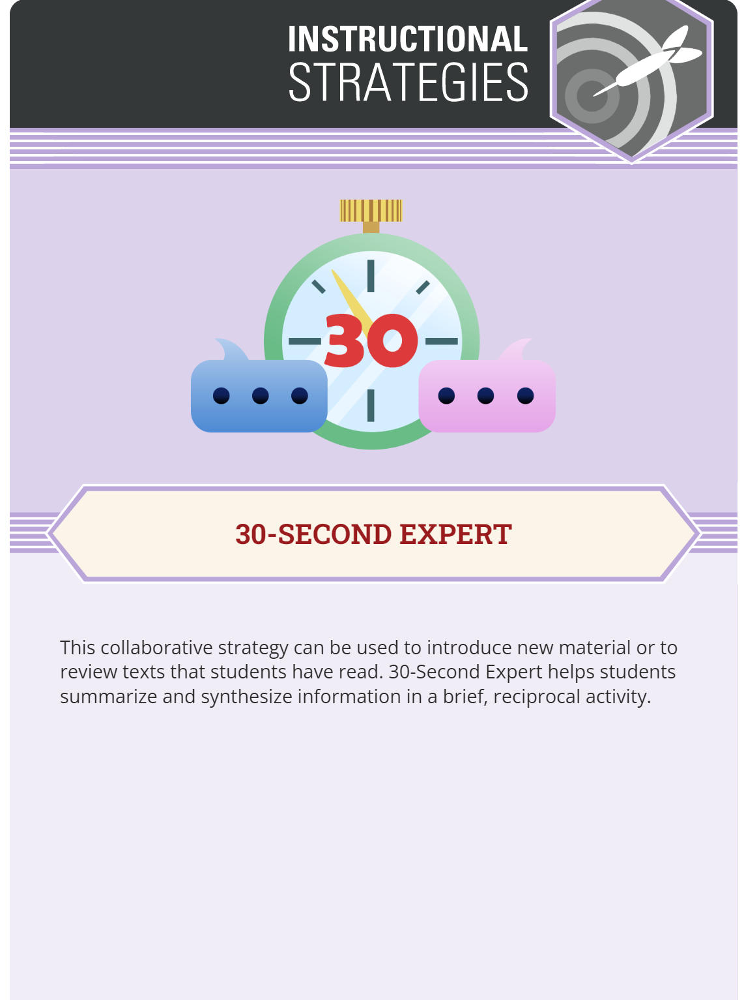 INSTRUCTIONAL
STRATEGIES
30
30-SECOND EXPERT
This collaborative strategy can be used to introduce new material or to
review texts that students have read. 30-Second Expert helps students
summarize and synthesize information in a brief, reciprocal activity.